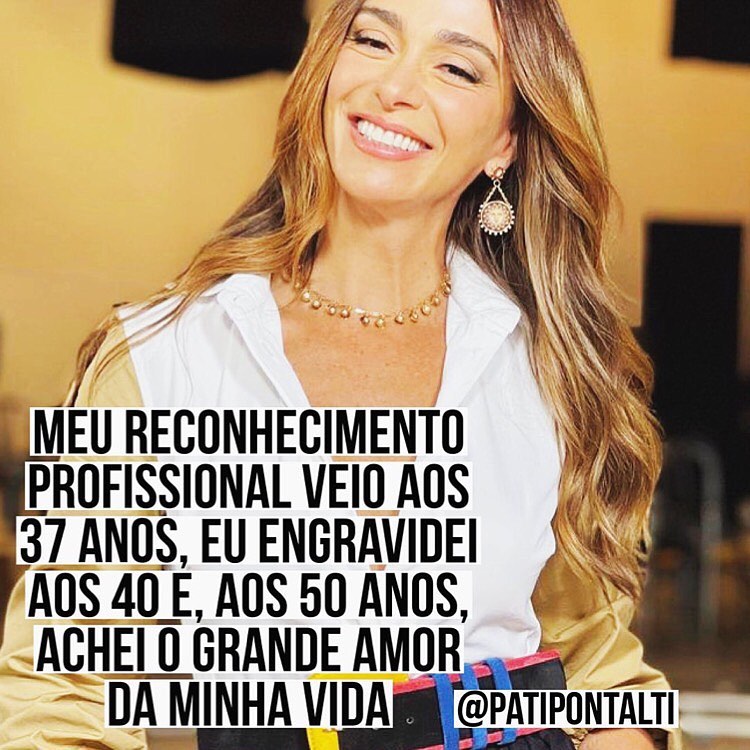 MEU RECONHECIMENTO
PROFISSIONAL VEIO AOS
37 ANOS, EU ENGRAVIDEI
AOS 40 E, AOS 50 ANOS,
ACHEI O GRANDE AMOR
DA MINHA VIDA
@PATIPONTALTI